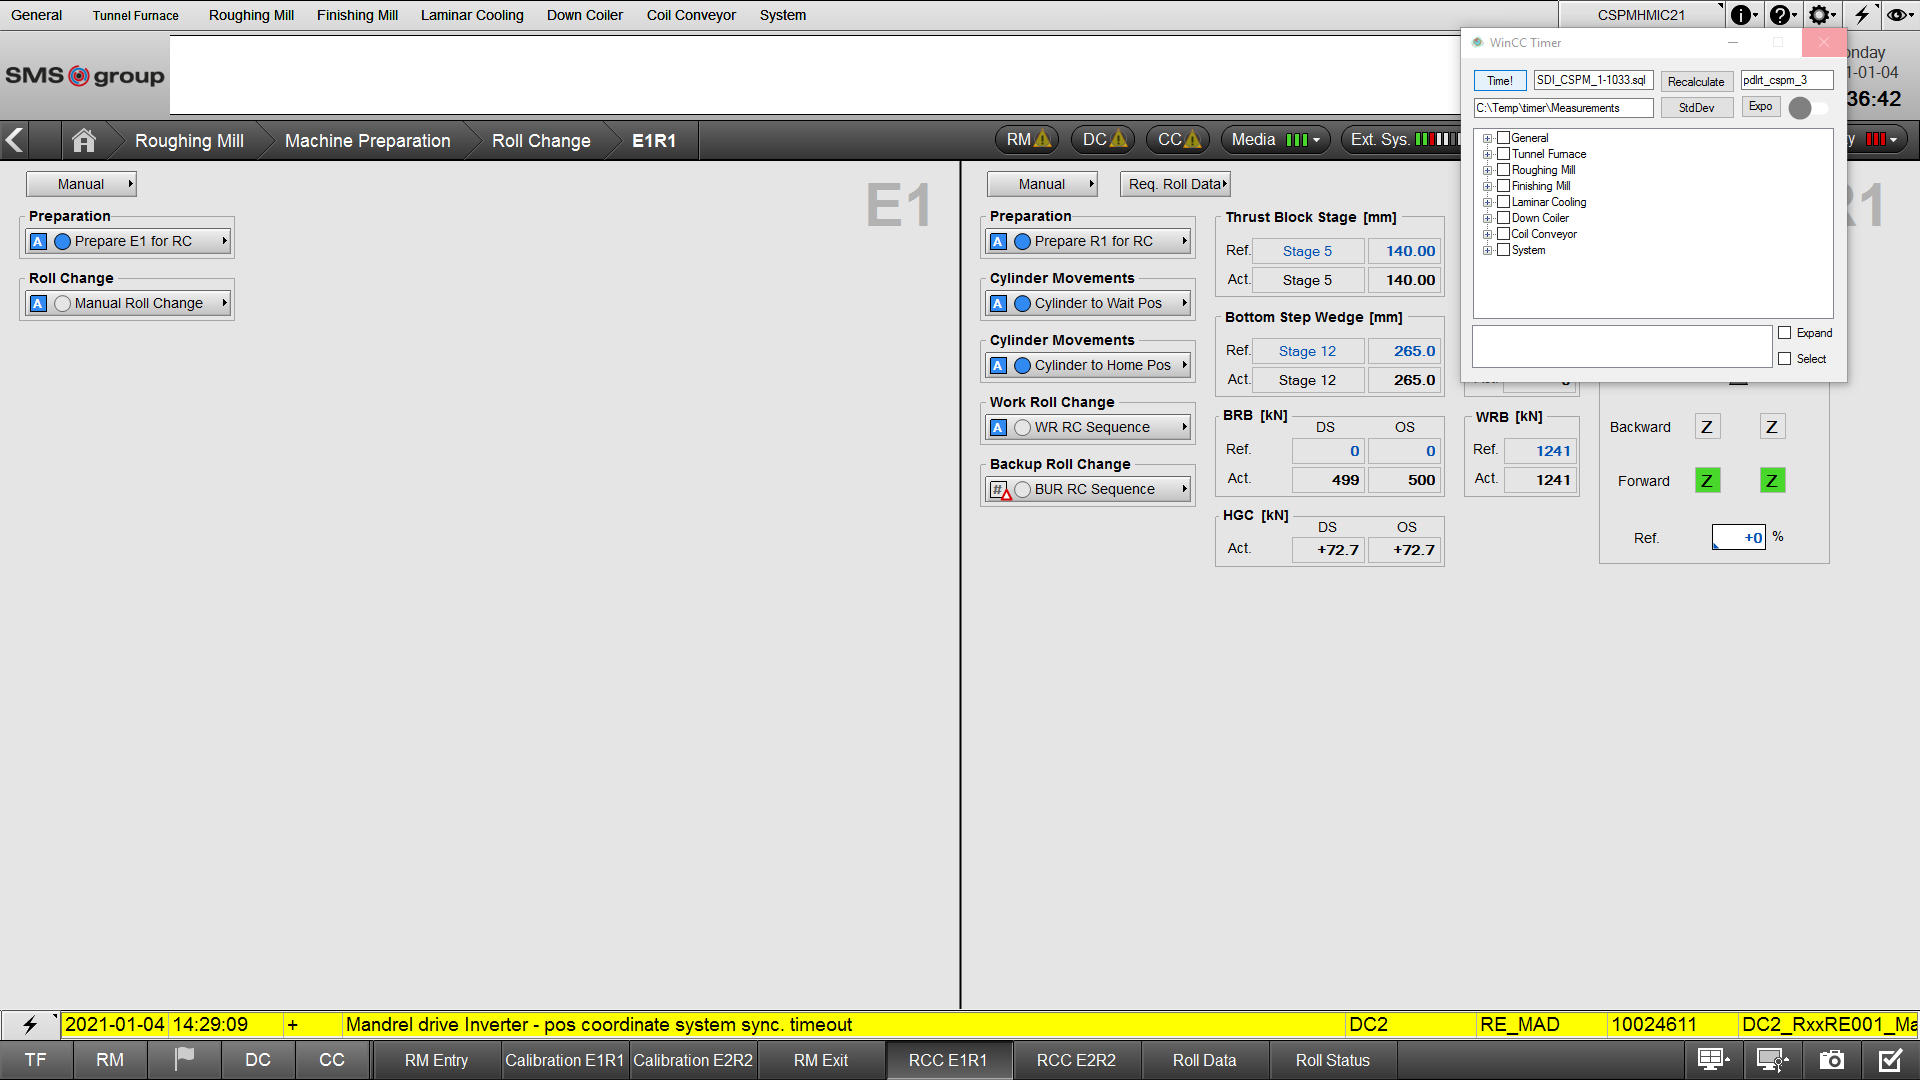 General Tunnel Furnace Roughing Mill Finishing Mill Laminar Cooling Down Coiler Coil Conveyor System CSPMHMIC21
SMS group
WinCC Timer
Time! SDI_CSPM_1-1033.sql Recalculate pdlrt_cspm_3
C:\Temp\timer\Measurements StdDev Expo
General
Tunnel Furnace
Roughing Mill
Finishing Mill
Laminar Cooling
Down Coiler
Coil Conveyor
System
Expand
Select
nday
1-01-04
36:42
Roughing Mill Machine Preparation Roll Change E1R1 RM DC CC Media Ext. Sys. y
Manual
E1
Preparation
A Prepare E1 for RC
Roll Change
A Manual Roll Change
Manual Req. Roll Data
1
Preparation
A Prepare R1 for RC
Cylinder Movements
A Cylinder to Wait Pos
Cylinder Movements
A Cylinder to Home Pos
Work Roll Change
A WR RC Sequence
Backup Roll Change
# BUR RC Sequence
Thrust Block Stage [mm]
Ref. Stage 5 140.00
Act. Stage 5 140.00
Bottom Step Wedge [mm]
Ref. Stage 12 265.0
Act. Stage 12 265.0
BRB [kN] DS OS
Ref. 0 0
Act. 499 500
HGC [kN] DS OS
Act. +72.7 +72.7
WRB [kN]
Ref. 1241
Act. 1241
Backward Z Z
Forward Z Z
Ref. +0 %
2021-01-04 14:29:09 + Mandrel drive Inverter - pos coordinate system sync. timeout DC2 RE_MAD 10024611 DC2_RxxRE001_Ma
TF RM DC CC RM Entry Calibration E1R1 Calibration E2R2 RM Exit RCC E1R1 RCC E2R2 Roll Data Roll Status